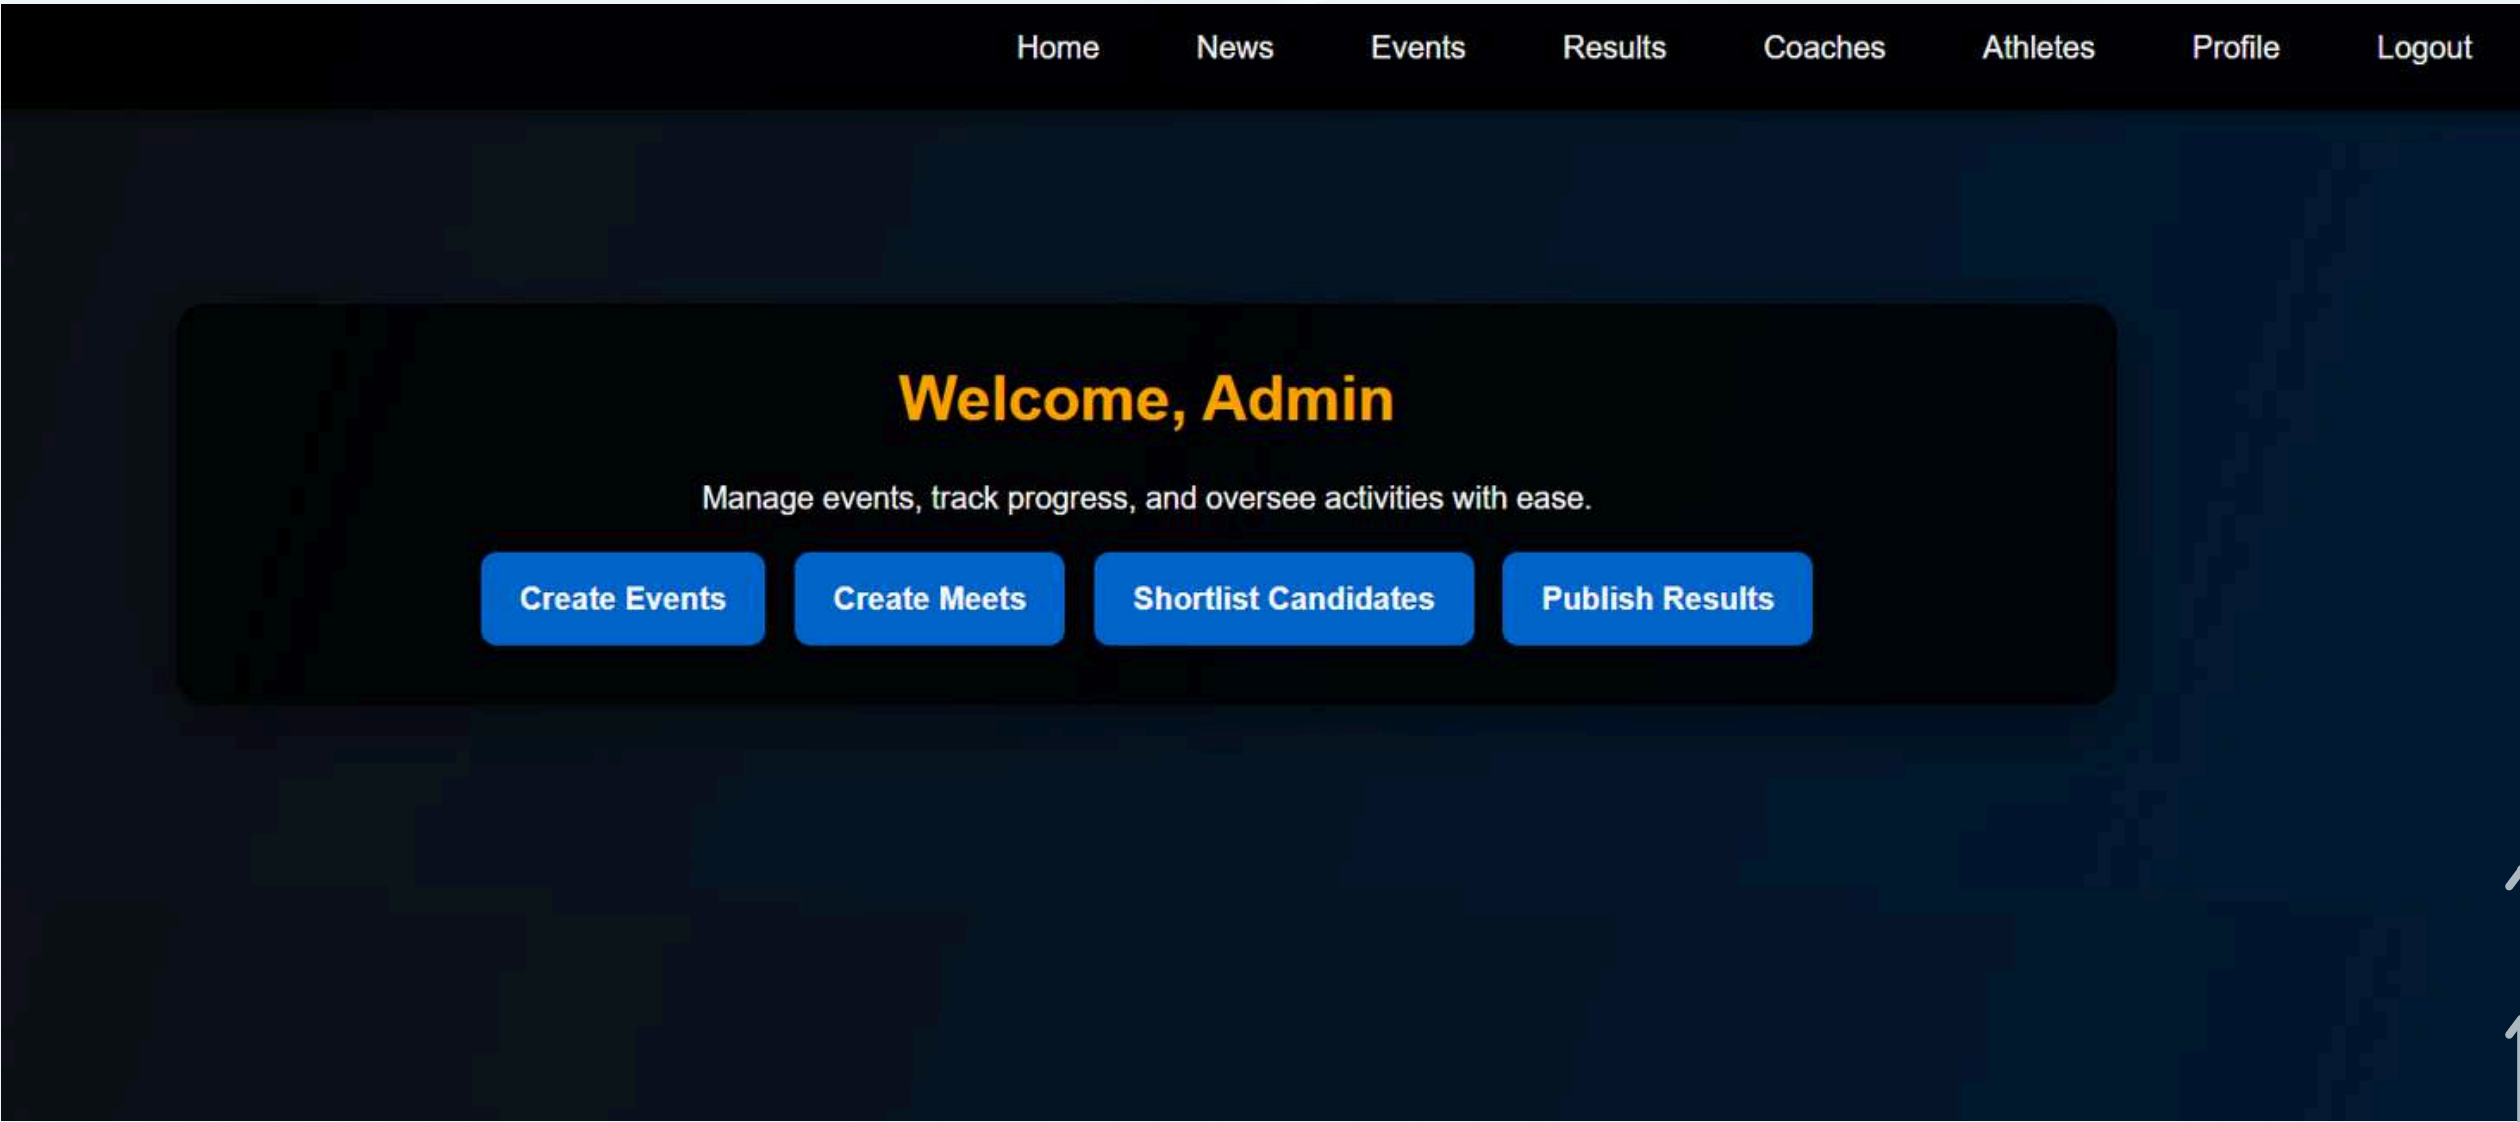 Home News Events Results Coaches Athletes Profile Logout
Welcome, Admin
Manage events, track progress, and oversee activities with ease.
Create Events Create Meets Shortlist Candidates Publish Results